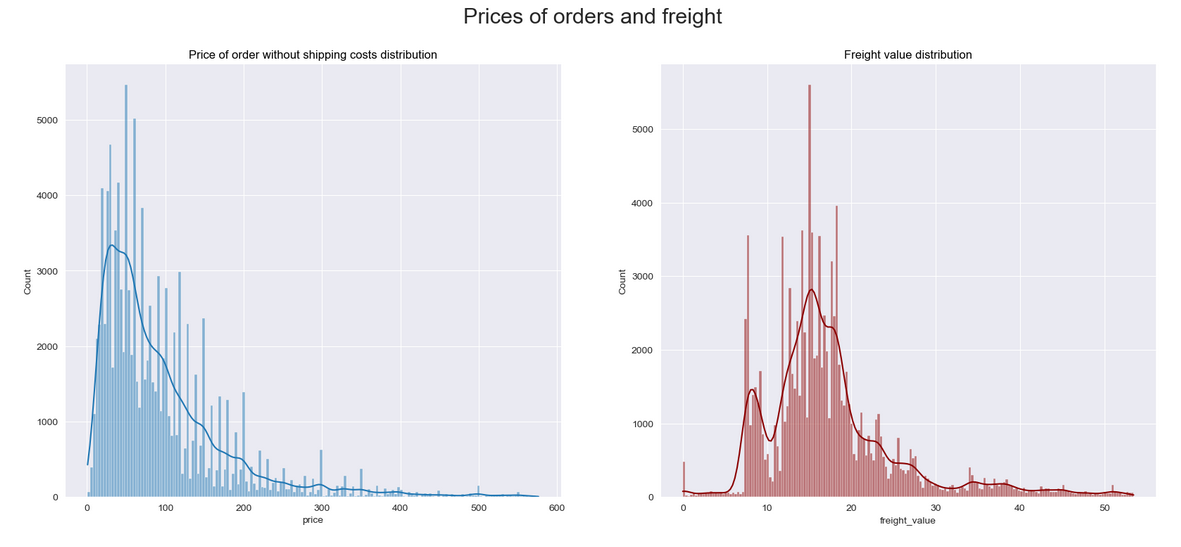 Prices of orders and freight
Price of order without shipping costs distribution
Count
5000
4000
3000
2000
1000
0
0 100 200 300 400 500 600
price
Freight value distribution
Count
5000
4000
3000
2000
1000
0
0 10 20 30 40 50
freight_value